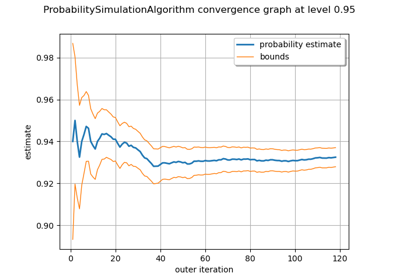 ProbabilitySimulationAlgorithm convergence graph at level 0.95
probability estimate
bounds
0.98
0.96
0.94
0.92
0.90
estimate
0 20 40 60 80 100 120
outer iteration